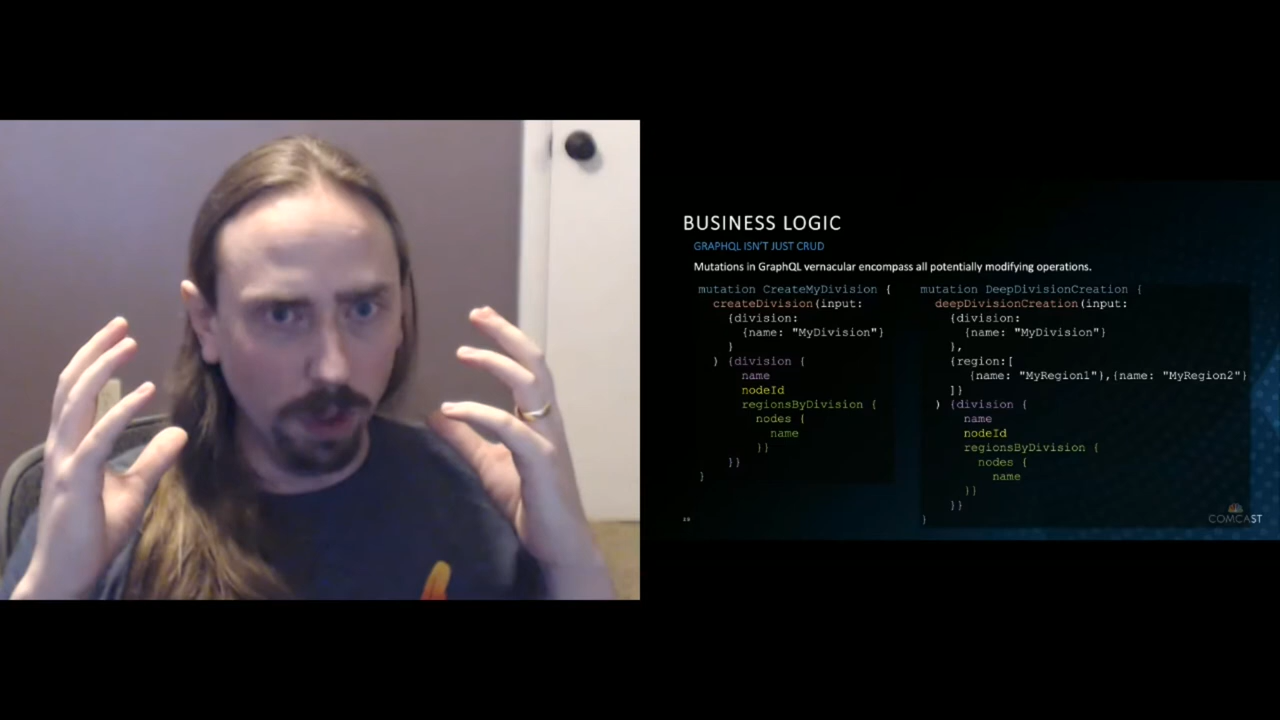 BUSINESS LOGIC
GRAPHQL ISN'T JUST CRUD
Mutations in GraphQL vernacular encompass all potentially modifying operations.
mutation CreateMyDivision {
createDivision(input:
{division:
{name: "MyDivision"}
}
) {division {
name
nodeId
regionsByDivision {
nodes {
name
}}
}}
}
mutation DeepDivisionCreation {
deepDivisionCreation(input:
{division:
{name: "MyDivision"}
},
{region:[
{name: "MyRegion1"},{name: "MyRegion2"}
]}
) {division {
name
nodeId
regionsByDivision {
nodes {
name
}}
}}
}
COMCAST